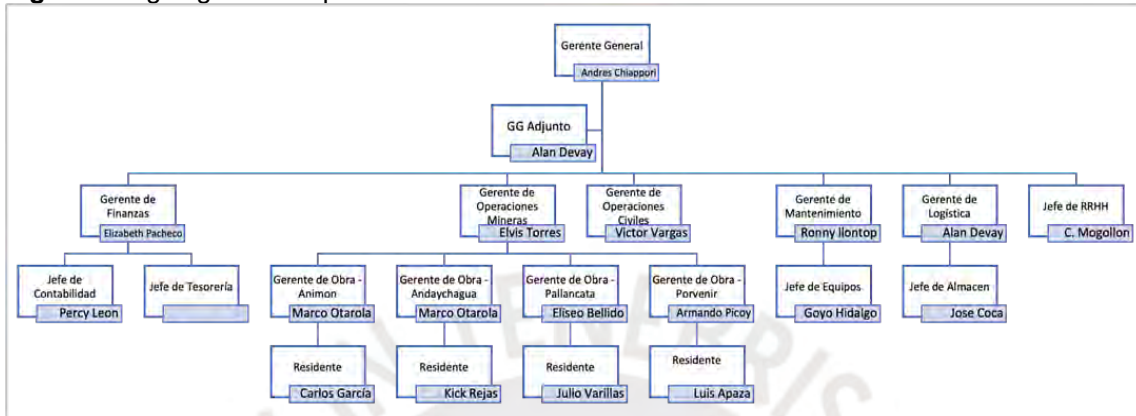 Gerente General
Andres Chiappori
GG Adjunto
Alan Devay
Gerente de
Finanzas
Elizabeth Pacheco
Gerente de
Operaciones
Mineras
Elvis Torres
Gerente de
Operaciones
Civiles
Victor Vargas
Gerente de
Mantenimiento
Ronny liontop
Gerente de
Logística
Alan Devay
Jefe de RRHH
C. Mogollon
Jefe de
Contabilidad
Percy Leon
Jefe de Tesorería
Gerente de Obra -
Animon
Marco Otarola
Gerente de Obra -
Andaychagua
Marco Otarola
Gerente de Obra -
Pallancata
Eliseo Bellido
Gerente de Obra -
Porvenir
Armando Picoy
Jefe de Equipos
Goyo Hidalgo
Jefe de Almacen
Jose Coca
Residente
Carlos García
Residente
Kick Rejas
Residente
Julio Varillas
Residente
Luis Apaza